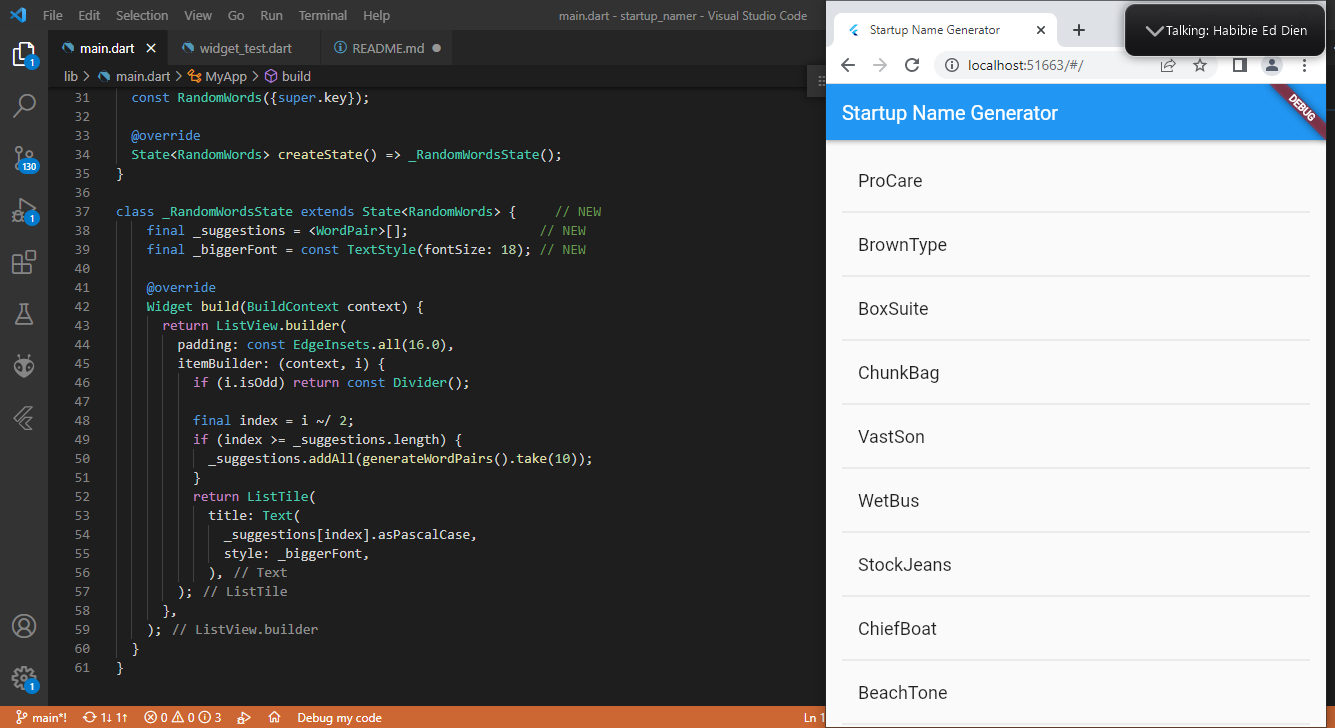 File Edit Selection View Go Run Terminal Help main.dart - startup_namer - Visual Studio Code
main.dart widget_test.dart README.md
lib > main.dart > MyApp > build
31 const RandomWords({super.key});
32
33 @override
34 State<RandomWords> createState() => _RandomWordsState();
35 }
36
37 class _RandomWordsState extends State<RandomWords> { // NEW
38 final _suggestions = <WordPair>[]; // NEW
39 final _biggerFont = const TextStyle(fontSize: 18); // NEW
40
41 @override
42 Widget build(BuildContext context) {
43 return ListView.builder(
44 padding: const EdgeInsets.all(16.0),
45 itemBuilder: (context, i) {
46 if (i.isOdd) return const Divider();
47
48 final index = i ~/ 2;
49 if (index >= _suggestions.length) {
50 _suggestions.addAll(generateWordPairs().take(10));
51 }
52 return ListTile(
53 title: Text(
54 _suggestions[index].asPascalCase,
55 style: _biggerFont,
56 ), // Text
57 ); // ListTile
58 },
59 ); // ListView.builder
60 }
61 }
1
130
1
1
main*! 1↓ 1↑ 0 0 3 Debug my code Ln 1
Startup Name Generator
Talking: Habibie Ed Dien
localhost:51663/#/
Startup Name Generator
DEBUG
ProCare
BrownType
BoxSuite
ChunkBag
VastSon
WetBus
StockJeans
ChiefBoat
BeachTone